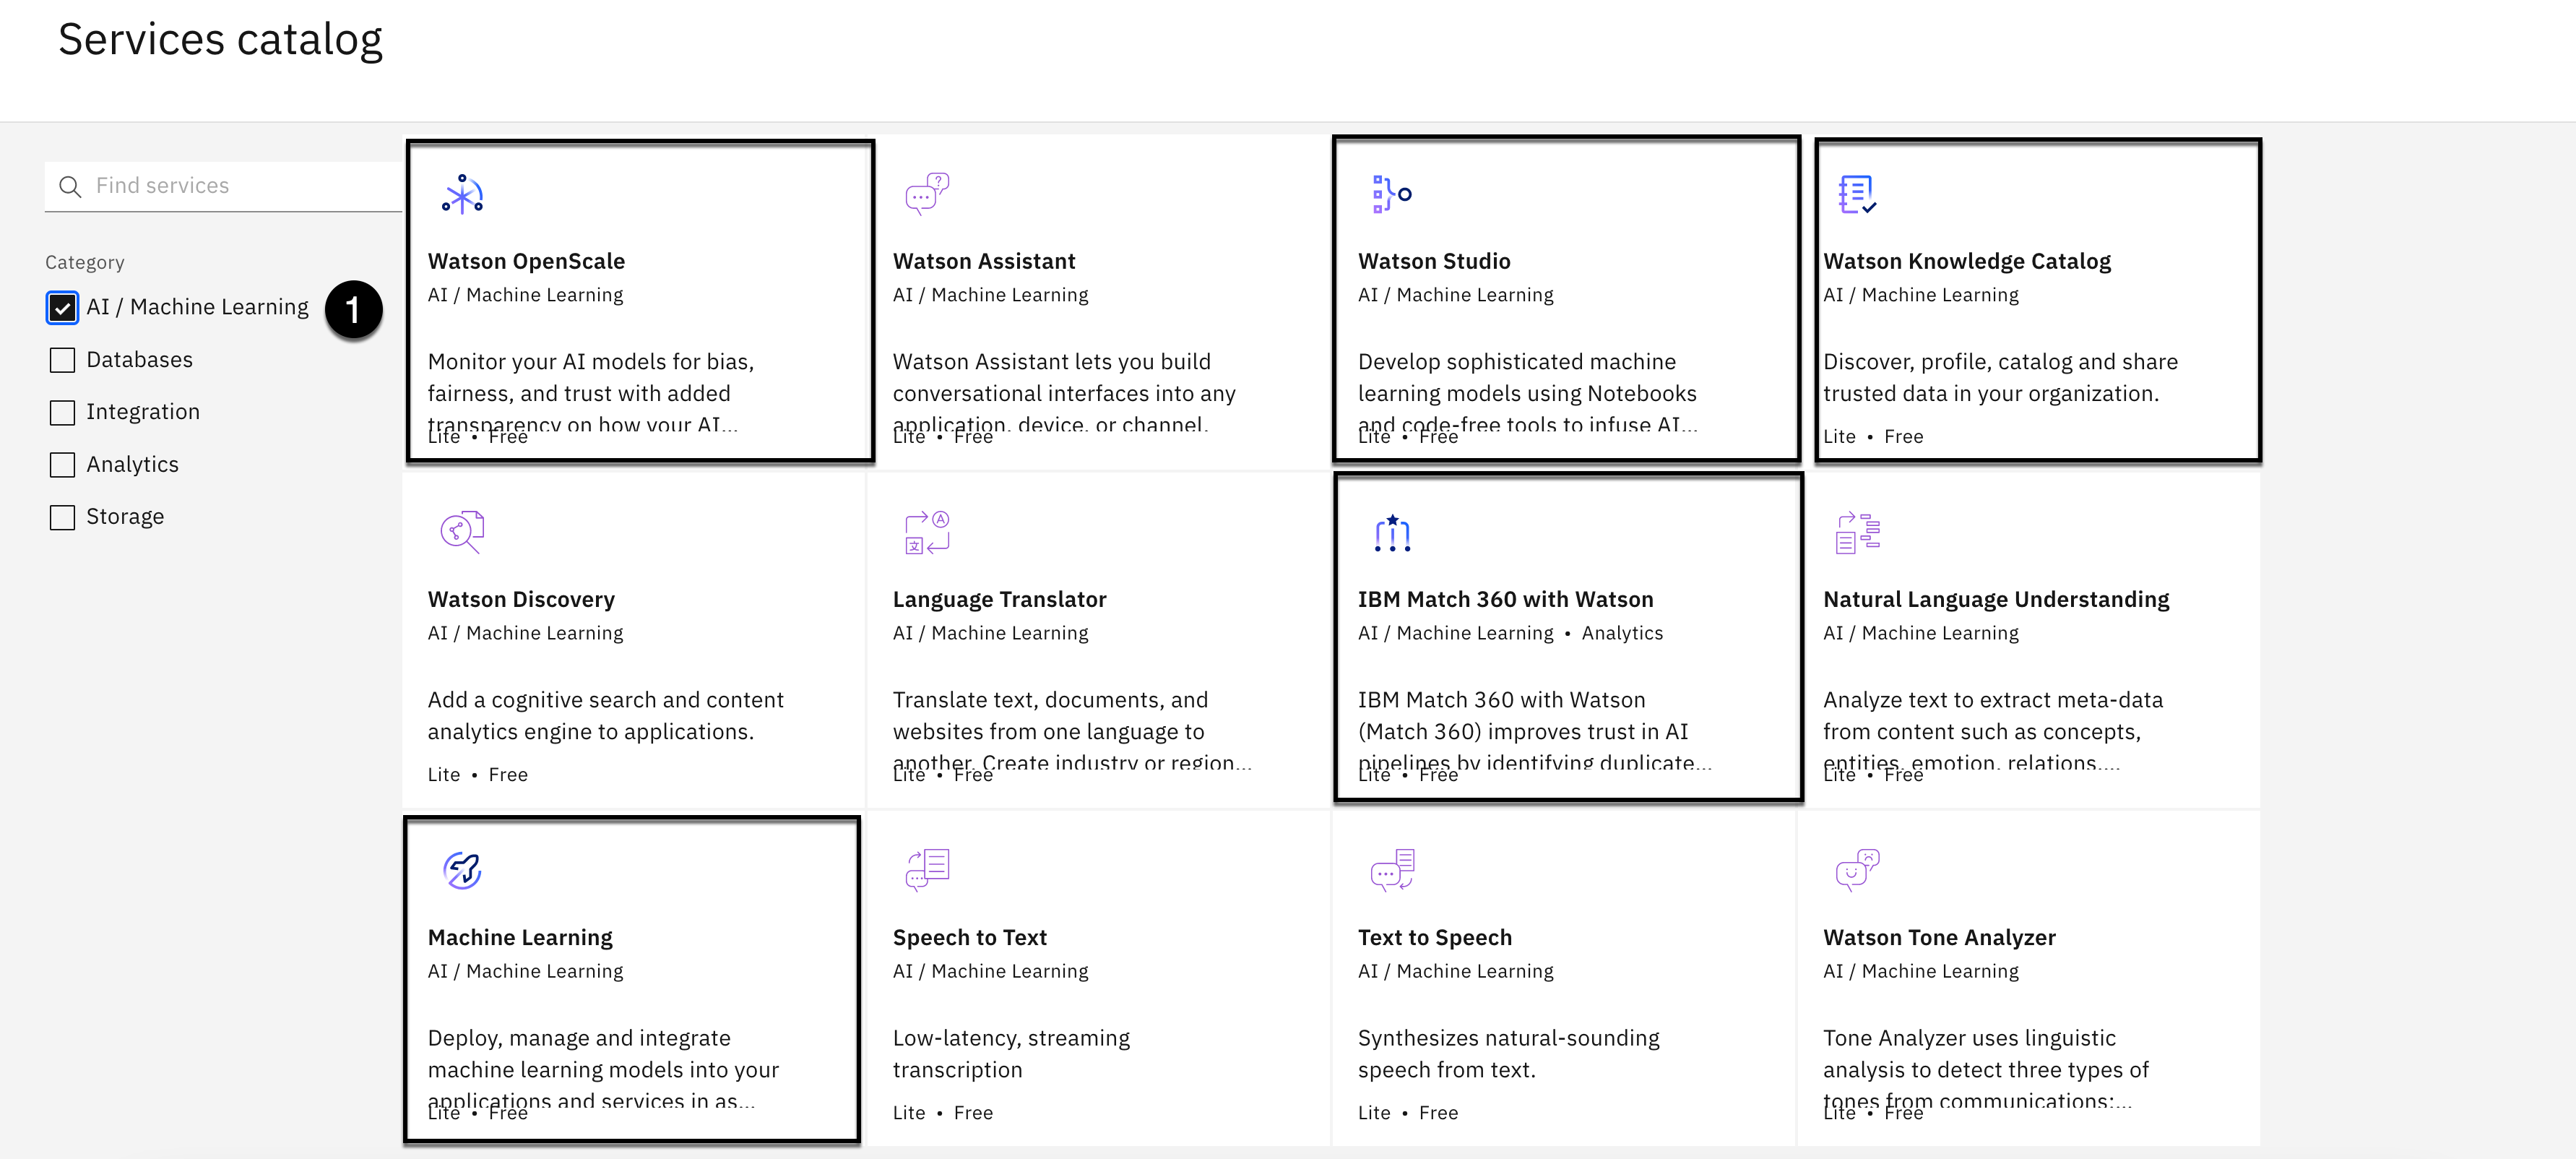 Services catalog
Find services
Category
AI / Machine Learning
1
Databases
Integration
Analytics
Storage
Watson OpenScale
AI / Machine Learning
Monitor your AI models for bias,
fairness, and trust with added
transparency on how your AI...
Lite • Free
Watson Assistant
AI / Machine Learning
Watson Assistant lets you build
conversational interfaces into any
application, device, or channel.
Lite • Free
Watson Studio
AI / Machine Learning
Develop sophisticated machine
learning models using Notebooks
and code-free tools to infuse AI...
Lite • Free
Watson Knowledge Catalog
AI / Machine Learning
Discover, profile, catalog and share
trusted data in your organization.
Lite • Free
Watson Discovery
AI / Machine Learning
Add a cognitive search and content
analytics engine to applications.
Lite • Free
Language Translator
AI / Machine Learning
Translate text, documents, and
websites from one language to
another. Create industry or region...
Lite • Free
IBM Match 360 with Watson
AI / Machine Learning • Analytics
IBM Match 360 with Watson
(Match 360) improves trust in AI
pipelines by identifying duplicate...
Lite • Free
Natural Language Understanding
AI / Machine Learning
Analyze text to extract meta-data
from content such as concepts,
entities, emotion, relations,...
Lite • Free
Machine Learning
AI / Machine Learning
Deploy, manage and integrate
machine learning models into your
applications and services in as...
Lite • Free
Speech to Text
AI / Machine Learning
Low-latency, streaming
transcription
Lite • Free
Text to Speech
AI / Machine Learning
Synthesizes natural-sounding
speech from text.
Lite • Free
Watson Tone Analyzer
AI / Machine Learning
Tone Analyzer uses linguistic
analysis to detect three types of
tones from communications:...
Lite • Free